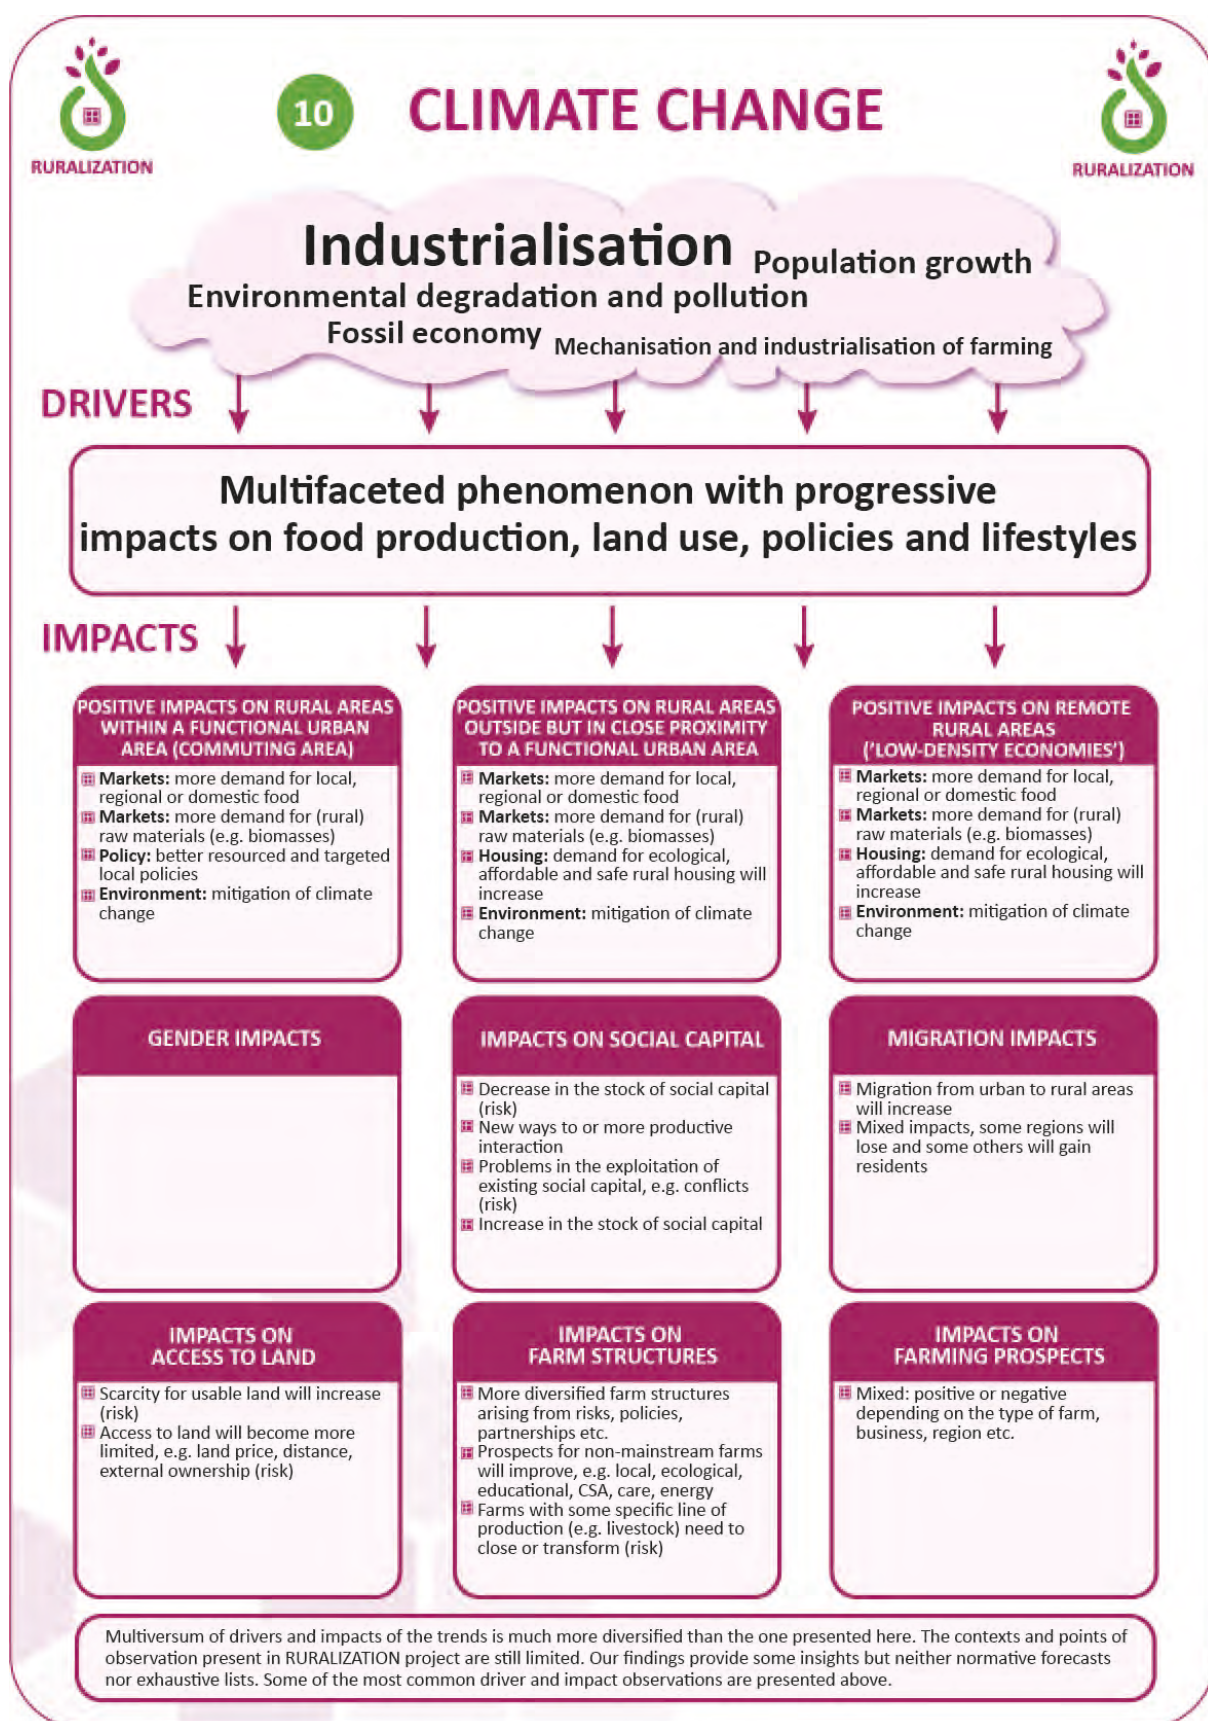 RURALIZATION
10
CLIMATE CHANGE
RURALIZATION
Industrialisation
Population growth
Environmental degradation and pollution
Fossil economy
Mechanisation and industrialisation of farming
DRIVERS
Multifaceted phenomenon with progressive
impacts on food production, land use, policies and lifestyles
IMPACTS
POSITIVE IMPACTS ON RURAL AREAS
WITHIN A FUNCTIONAL URBAN
AREA (COMMUTING AREA)
Markets: more demand for local,
regional or domestic food
Markets: more demand for (rural)
raw materials (e.g. biomasses)
Policy: better resourced and targeted
local policies
Environment: mitigation of climate
change
POSITIVE IMPACTS ON RURAL AREAS
OUTSIDE BUT IN CLOSE PROXIMITY
TO A FUNCTIONAL URBAN AREA
Markets: more demand for local,
regional or domestic food
Markets: more demand for (rural)
raw materials (e.g. biomasses)
Housing: demand for ecological,
affordable and safe rural housing will
increase
Environment: mitigation of climate
change
POSITIVE IMPACTS ON REMOTE
RURAL AREAS
('LOW-DENSITY ECONOMIES')
Markets: more demand for local,
regional or domestic food
Markets: more demand for (rural)
raw materials (e.g. biomasses)
Housing: demand for ecological,
affordable and safe rural housing will
increase
Environment: mitigation of climate
change
GENDER IMPACTS
IMPACTS ON SOCIAL CAPITAL
Decrease in the stock of social capital
(risk)
New ways to or more productive
interaction
Problems in the exploitation of
existing social capital, e.g. conflicts
(risk)
Increase in the stock of social capital
MIGRATION IMPACTS
Migration from urban to rural areas
will increase
Mixed impacts, some regions will
lose and some others will gain
residents
IMPACTS ON
ACCESS TO LAND
Scarcity for usable land will increase
(risk)
Access to land will become more
limited, e.g. land price, distance,
external ownership (risk)
IMPACTS ON
FARM STRUCTURES
More diversified farm structures
arising from risks, policies,
partnerships etc.
Prospects for non-mainstream farms
will improve, e.g. local, ecological,
educational, CSA, care, energy
Farms with some specific line of
production (e.g. livestock) need to
close or transform (risk)
IMPACTS ON
FARMING PROSPECTS
Mixed: positive or negative
depending on the type of farm,
business, region etc.
Multiversum of drivers and impacts of the trends is much more diversified than the one presented here. The contexts and points of
observation present in RURALIZATION project are still limited. Our findings provide some insights but neither normative forecasts
nor exhaustive lists. Some of the most common driver and impact observations are presented above.